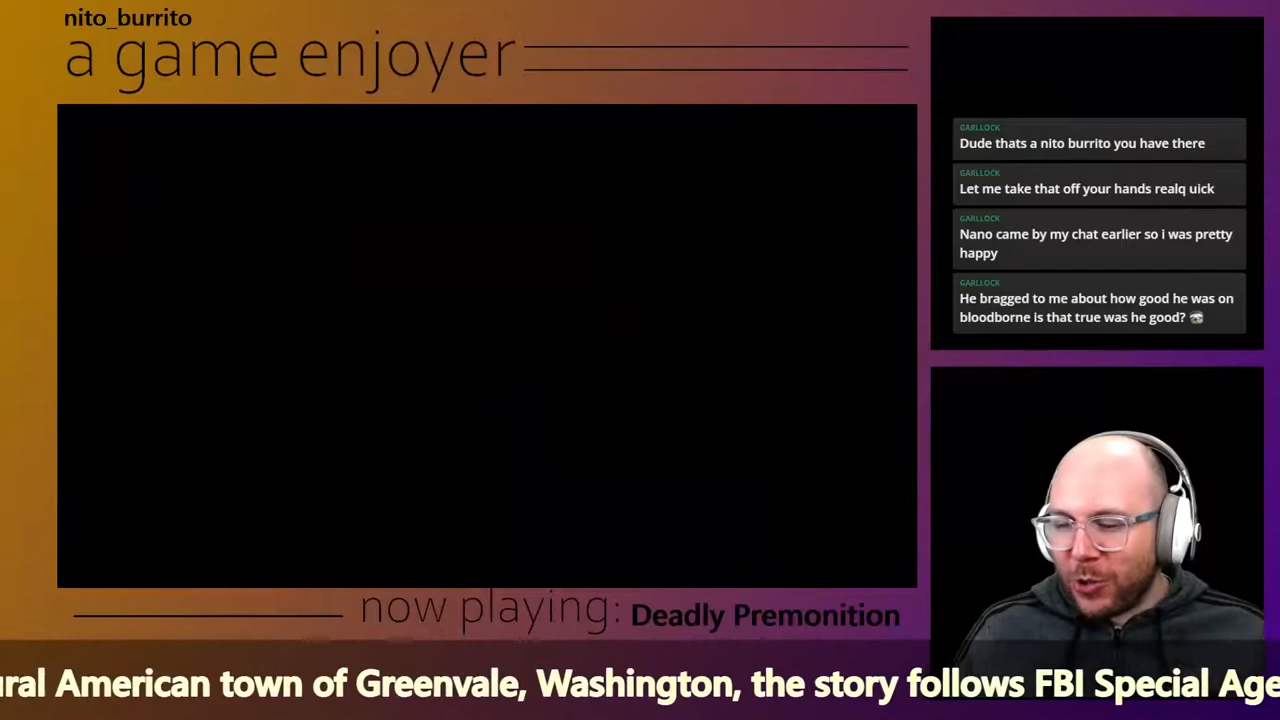 nito_burrito
a game enjoyer
GARLLOCK
Dude thats a nito burrito you have there
GARLLOCK
Let me take that off your hands realq uick
GARLLOCK
Nano came by my chat earlier so i was pretty
happy
GARLLOCK
He bragged to me about how good he was on
bloodborne is that true was he good?
now playing: Deadly Premonition
ural American town of Greenvale, Washington, the story follows FBI Special Age